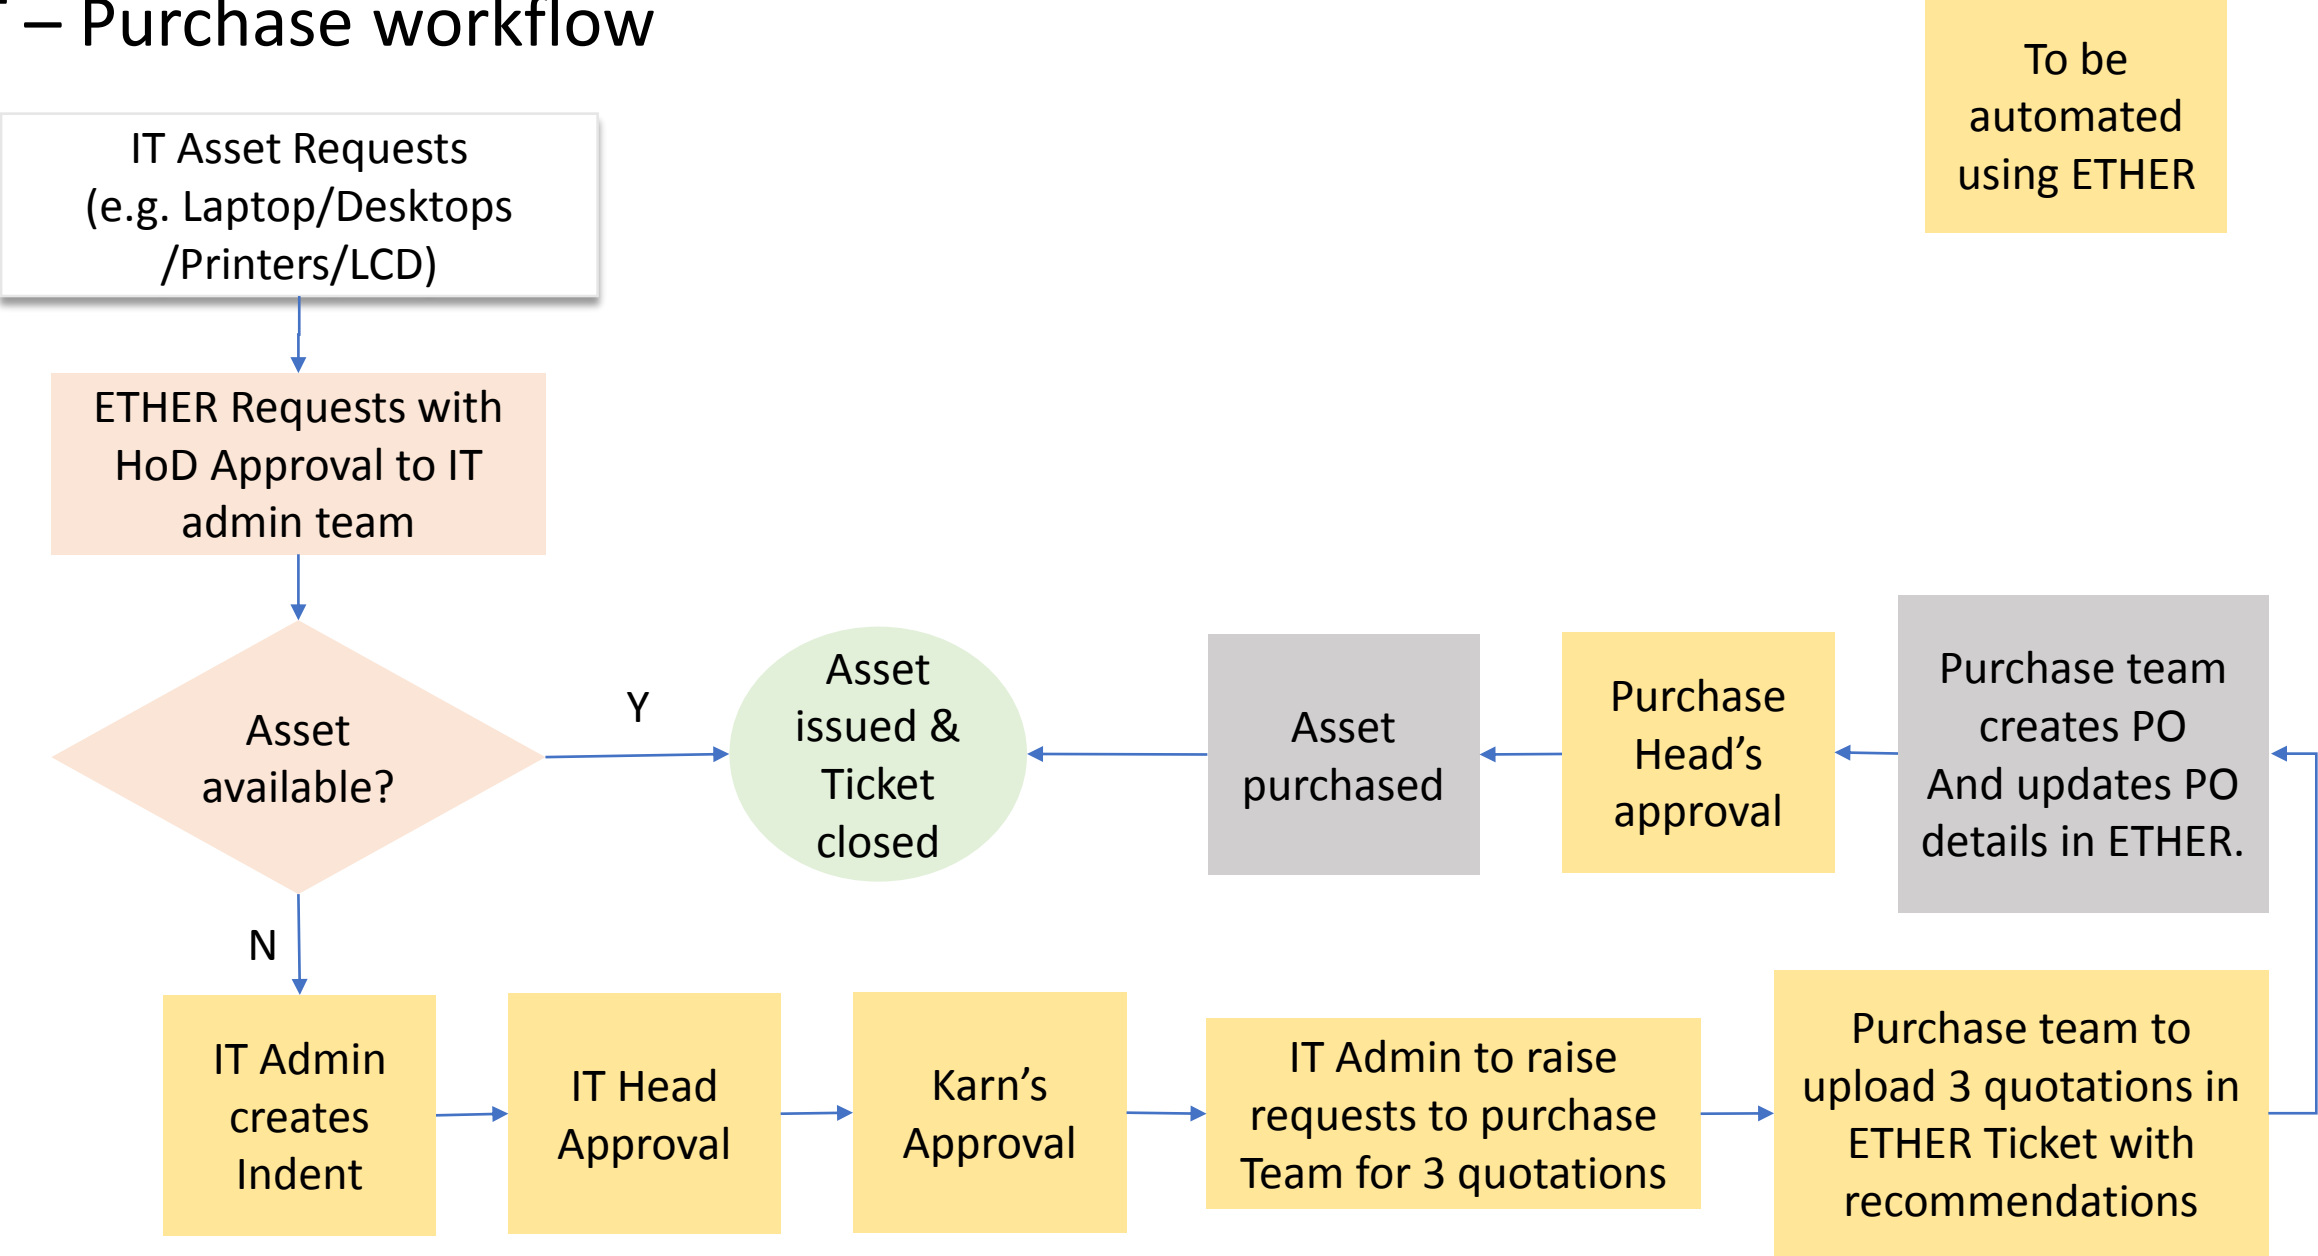 – Purchase workflow
To be
automated
using ETHER
IT Asset Requests
(e.g. Laptop/Desktops
/Printers/LCD)
ETHER Requests with
HoD Approval to IT
admin team
Asset
available?
Y
N
Asset
issued &
Ticket
closed
Asset
purchased
Purchase
Head’s
approval
Purchase team
creates PO
And updates PO
details in ETHER.
IT Admin
creates
Indent
IT Head
Approval
Karn’s
Approval
IT Admin to raise
requests to purchase
Team for 3 quotations
Purchase team to
upload 3 quotations in
ETHER Ticket with
recommendations